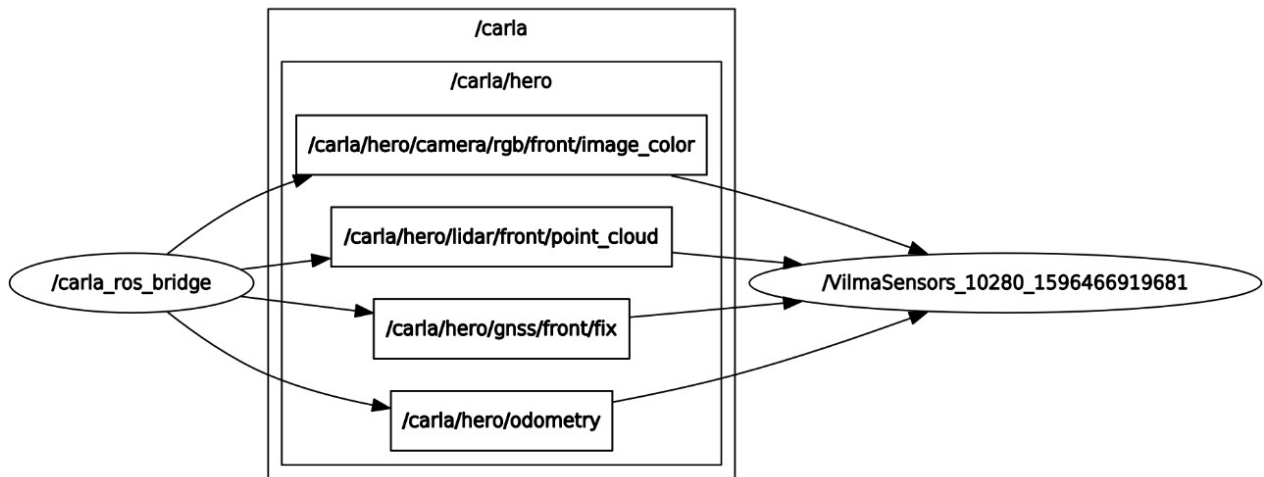 /carla
/carla/hero
/carla/hero/camera/rgb/front/image_color
/carla/hero/lidar/front/point_cloud
/carla_ros_bridge
/VilmaSensors_10280_1596466919681
/carla/hero/gnss/front/fix
/carla/hero/odometry